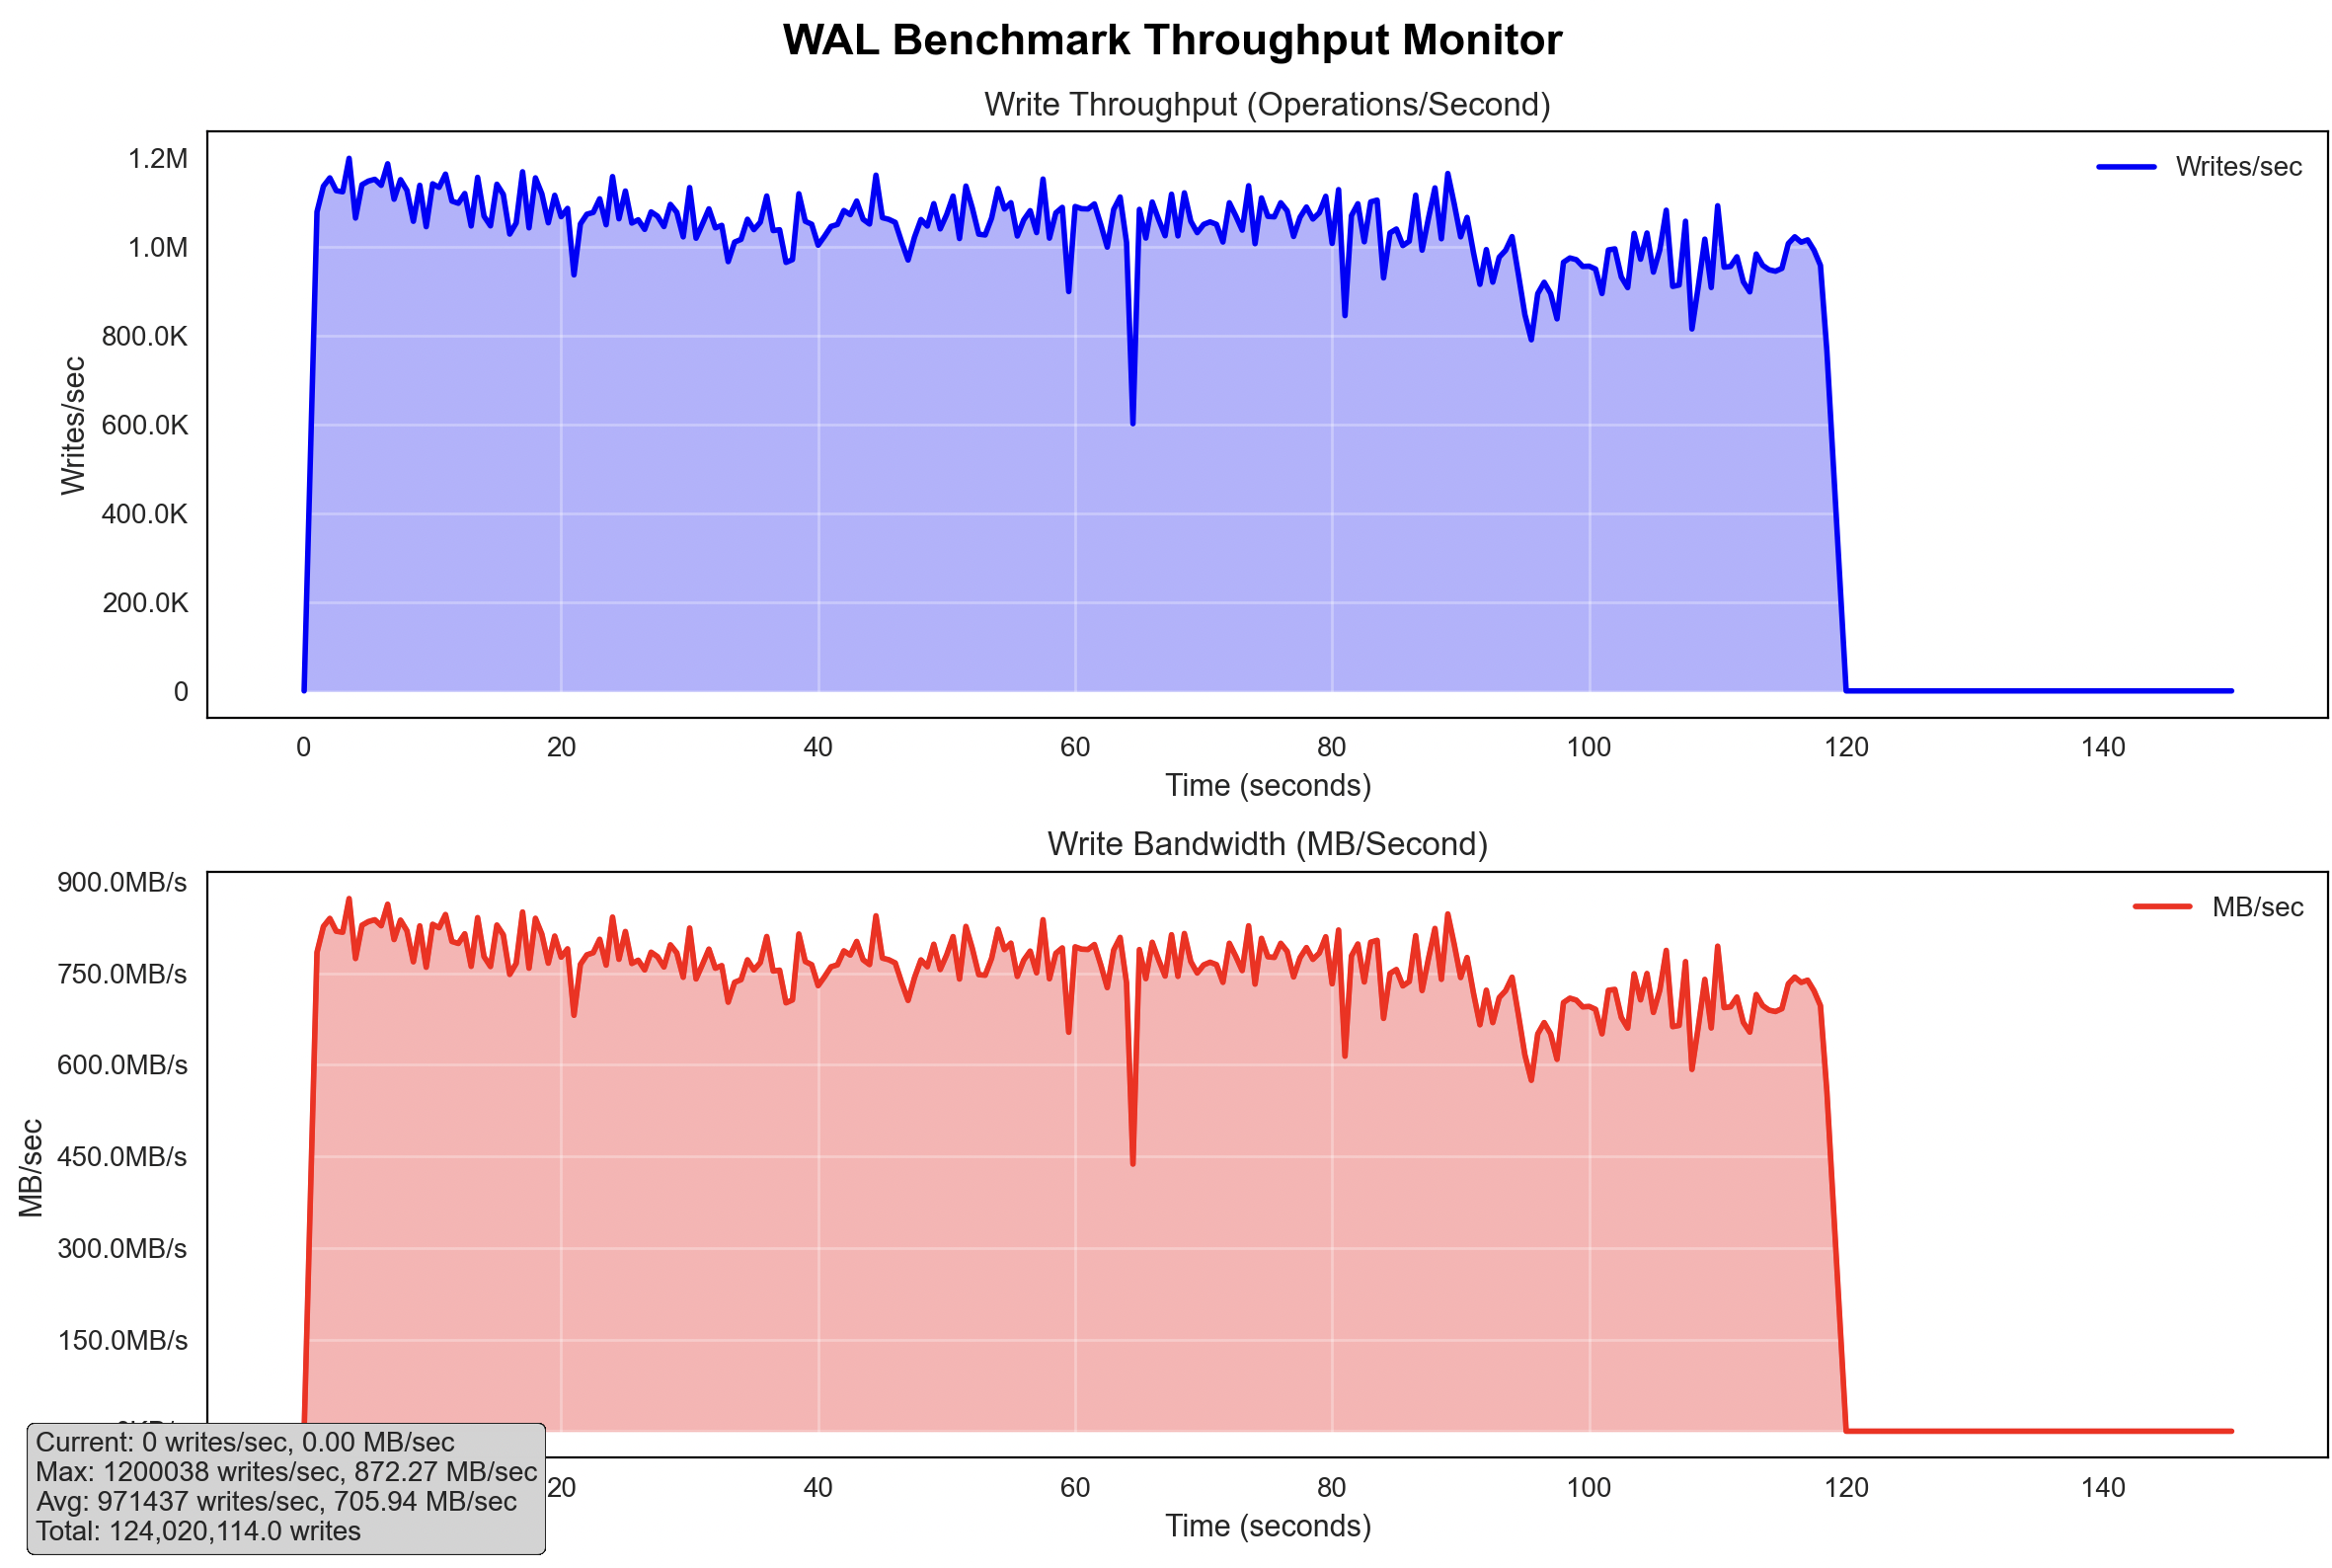 WAL Benchmark Throughput Monitor
Write Throughput (Operations/Second)
Writes/sec
1.2M
1.0M
800.0K
600.0K
400.0K
200.0K
0
Writes/sec
0 20 40 60 80 100 120 140
Time (seconds)
Write Bandwidth (MB/Second)
MB/sec
900.0MB/s
750.0MB/s
600.0MB/s
450.0MB/s
300.0MB/s
150.0MB/s
MB/sec
20 40 60 80 100 120 140
Time (seconds)
Current: 0 writes/sec, 0.00 MB/sec
Max: 1200038 writes/sec, 872.27 MB/sec
Avg: 971437 writes/sec, 705.94 MB/sec
Total: 124,020,114.0 writes